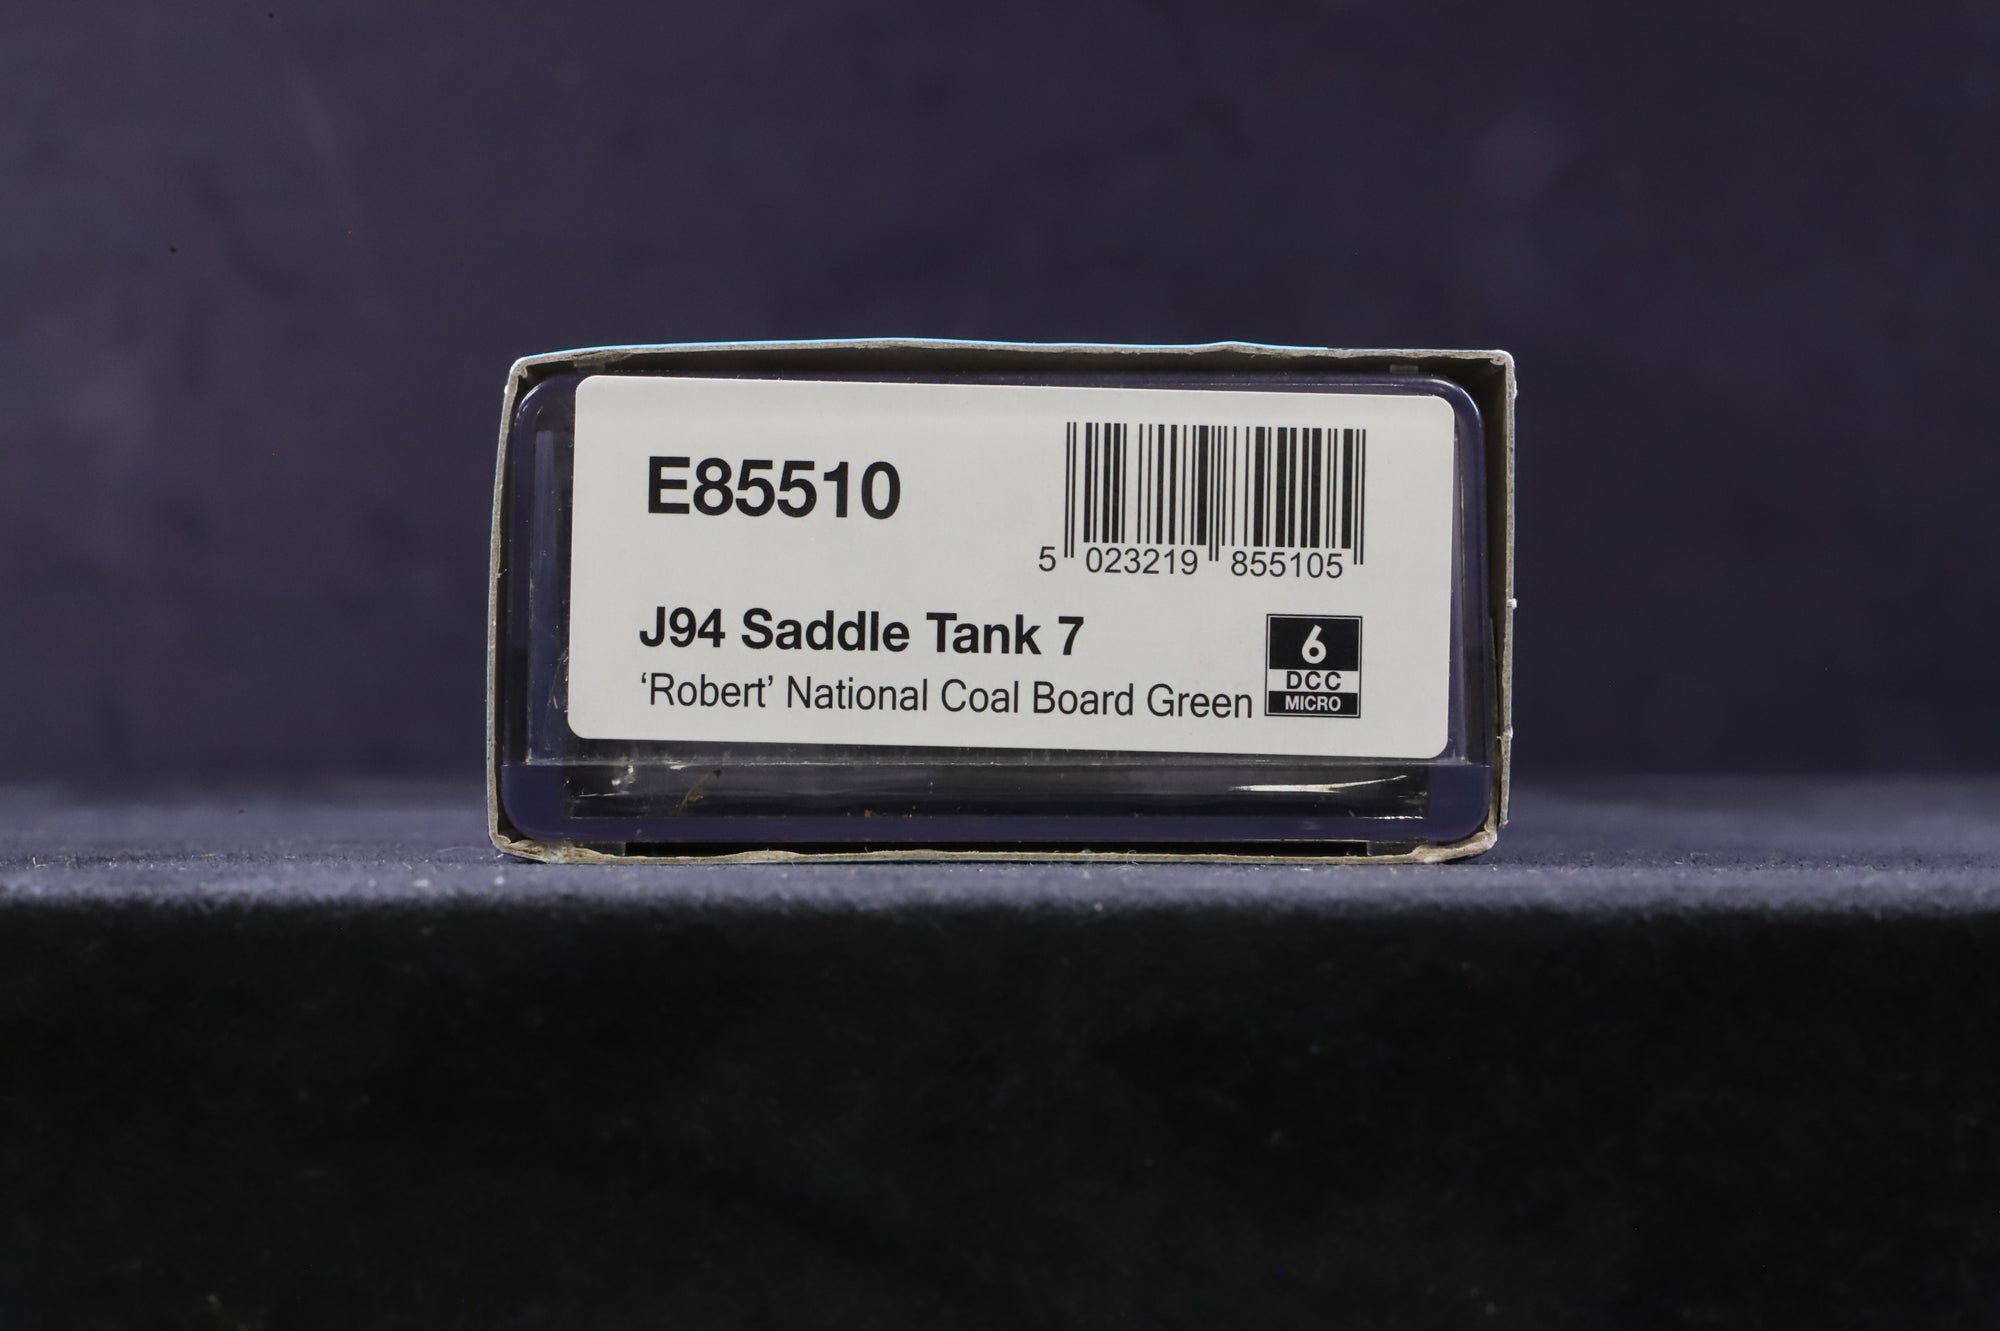 E85510
5 023219 855105
J94 Saddle Tank 7
‘Robert’ National Coal Board Green
6
DCC
MICRO